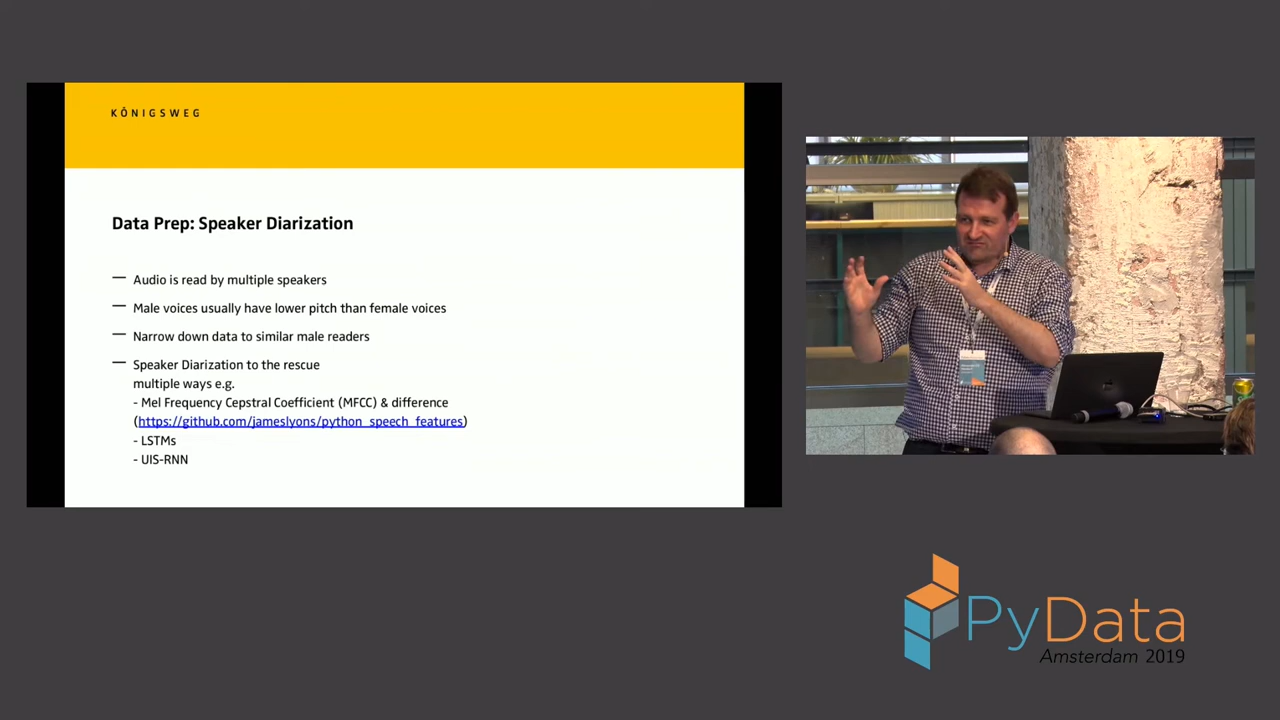 KÖNIGSWEG
Data Prep: Speaker Diarization
— Audio is read by multiple speakers
— Male voices usually have lower pitch than female voices
— Narrow down data to similar male readers
— Speaker Diarization to the rescue
multiple ways e.g.
- Mel Frequency Cepstral Coefficient (MFCC) & difference
(https://github.com/jameslyons/python_speech_features)
- LSTMs
- UIS-RNN
PyData
Amsterdam 2019